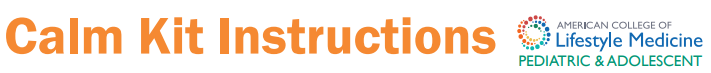 Calm Kit Instructions
AMERICAN COLLEGE OF
Lifestyle Medicine
PEDIATRIC & ADOLESCENT